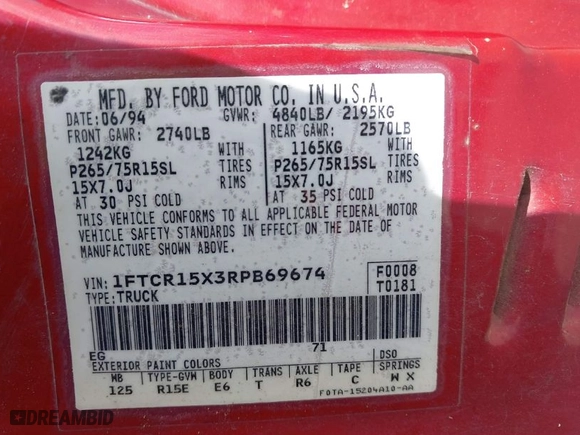 MFD. BY FORD MOTOR CO. IN U.S.A.
DATE: 06/94 GVWR: 4840LB/ 2195KG
FRONT GAWR: 2740LB REAR GAWR: 2570LB
1242KG WITH 1165KG WITH
P265/75R15SL TIRES P265/75R15SL TIRES
15X7.0J RIMS 15X7.0J RIMS
AT 30 PSI COLD AT 35 PSI COLD
THIS VEHICLE CONFORMS TO ALL APPLICABLE FEDERAL MOTOR
VEHICLE SAFETY STANDARDS IN EFFECT ON THE DATE OF
MANUFACTURE SHOWN ABOVE.
VIN: 1FTCR15X3RPB69674 F0008
TYPE: TRUCK T0181
EG 71
EXTERIOR PAINT COLORS DSO
WB TYPE-GVW BODY TRANS AXLE TAPE SPRINGS
125 R15E E6 T R6 C W X
F0TA-15204A10-AA
DREAMBID